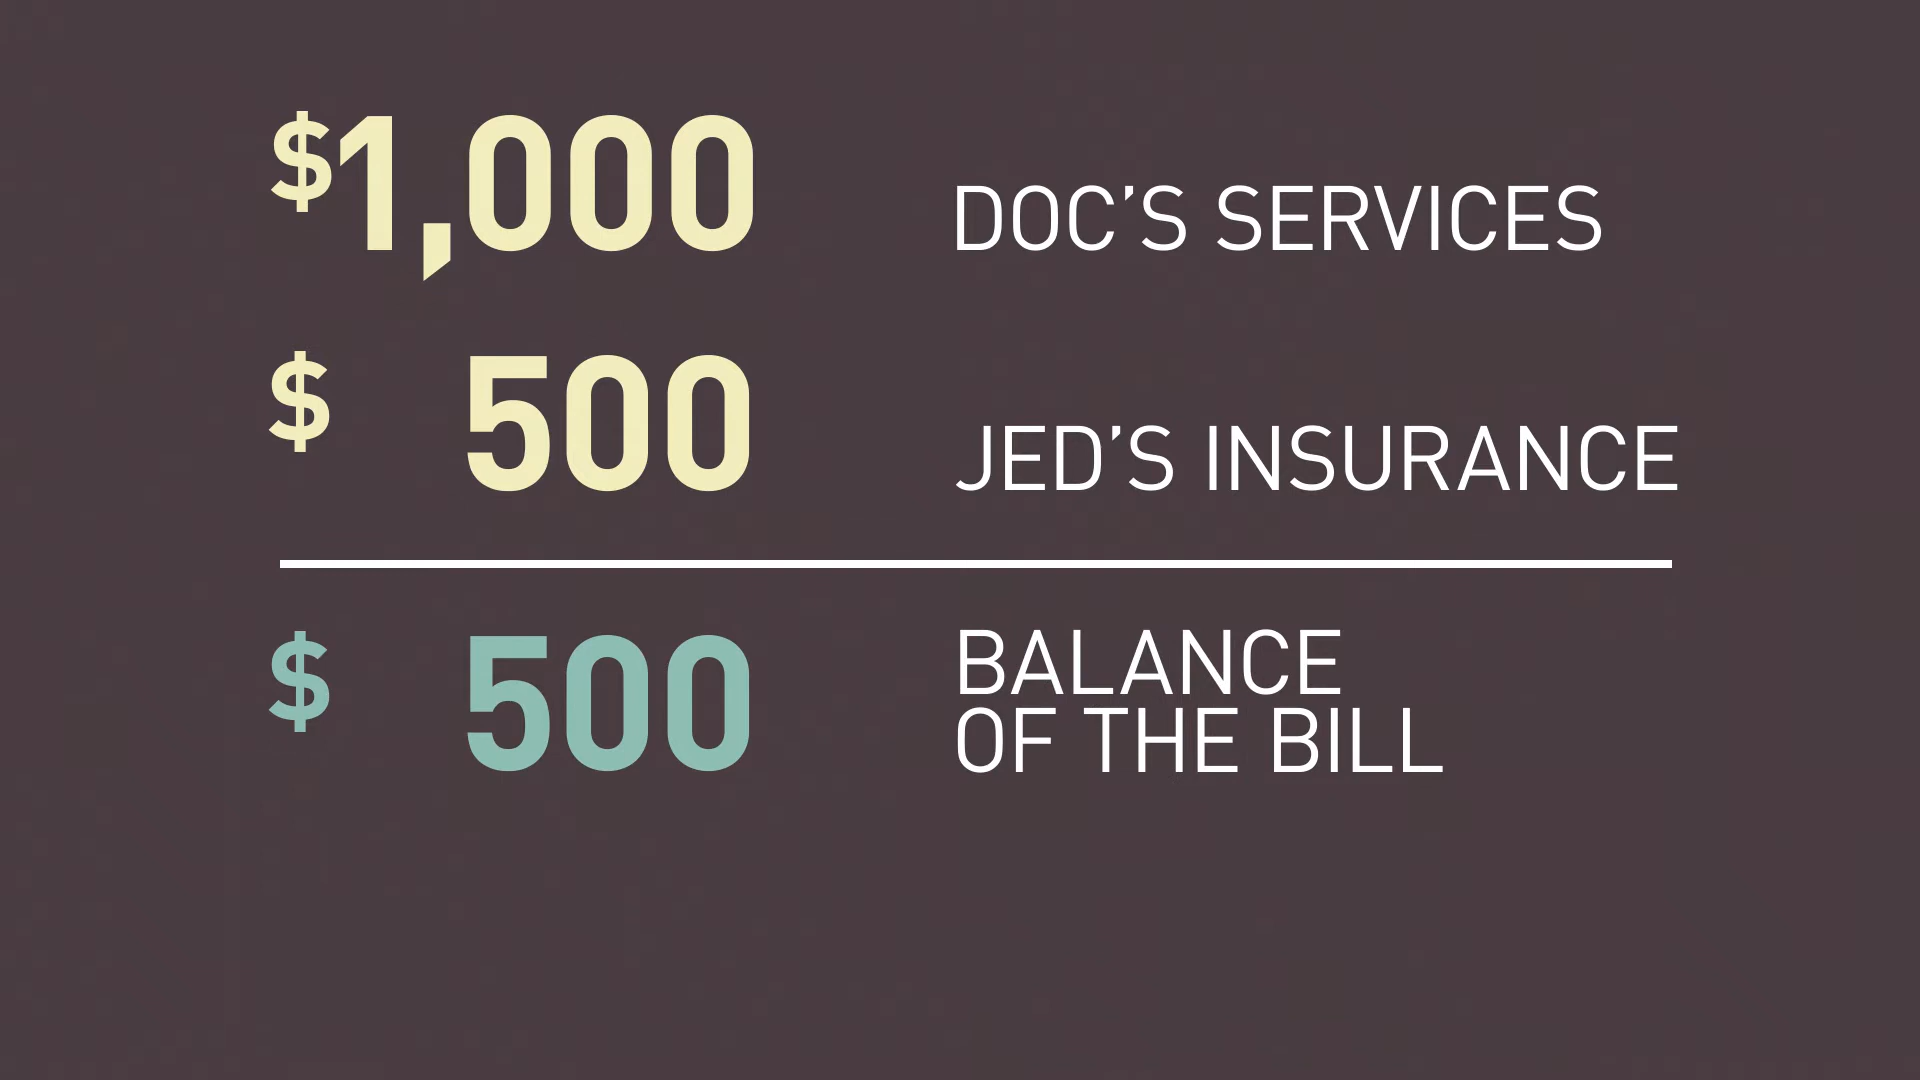 $1,000 DOC’S SERVICES
$ 500 JED’S INSURANCE
$ 500 BALANCE
OF THE BILL